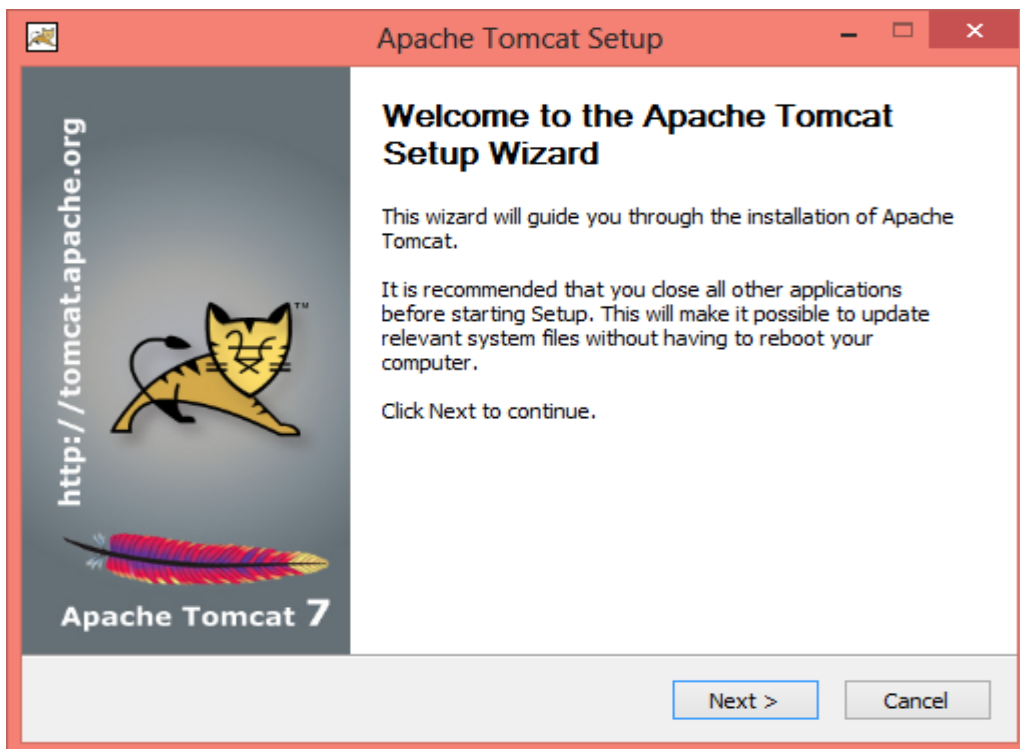 Apache Tomcat Setup
http://tomcat.apache.org
TM
Apache Tomcat 7
Welcome to the Apache Tomcat
Setup Wizard
This wizard will guide you through the installation of Apache
Tomcat.
It is recommended that you close all other applications
before starting Setup. This will make it possible to update
relevant system files without having to reboot your
computer.
Click Next to continue.
Next >
Cancel